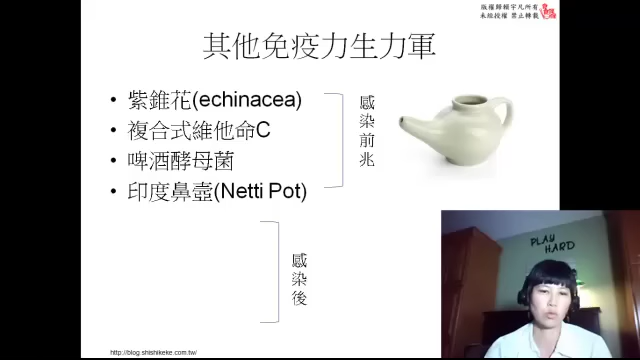 版權歸賴宇凡所有
未經授權 禁止轉載
其他免疫力生力軍
• 紫錐花(echinacea)
• 複合式維他命C
• 啤酒酵母菌
• 印度鼻壺(Netti Pot)
感染前兆
感染後
PLAY
HARD
http://blog.shishikeke.com.tw/